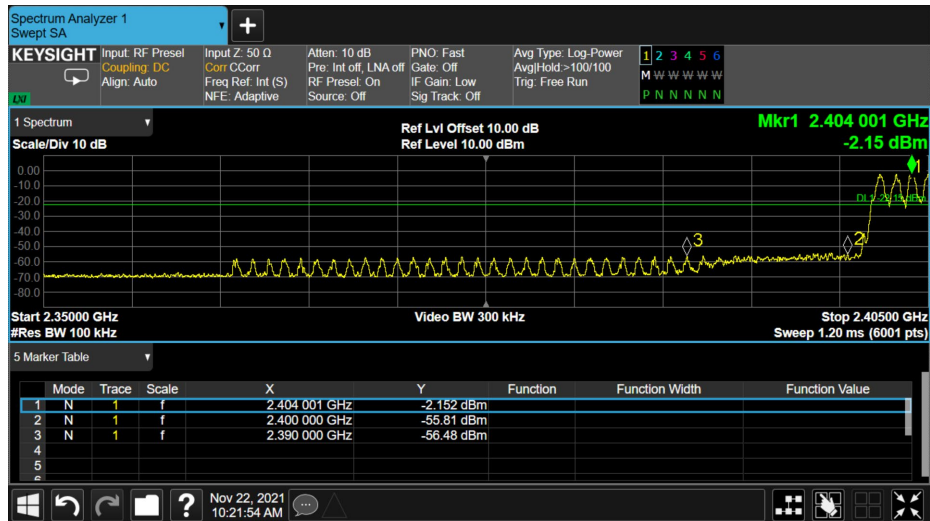 Spectrum Analyzer 1
Swept SA
+
KEYSIGHT
Input: RF Presel
Coupling: DC
Align: Auto
LXI
Input Z: 50 Ω
Corr CCorr
Freq Ref: Int (S)
NFE: Adaptive
Atten: 10 dB
Pre: Int off, LNA off
RF Presel: On
Source: Off
PNO: Fast
Gate: Off
IF Gain: Low
Sig Track: Off
Avg Type: Log-Power
Avg|Hold:>100/100
Trig: Free Run
1 2 3 4 5 6
M W W W W W
P N N N N N
1 Spectrum
Scale/Div 10 dB
Ref Lvl Offset 10.00 dB
Ref Level 10.00 dBm
Mkr1 2.404 001 GHz
-2.15 dBm
0.00
-10.0
-20.0
-30.0
-40.0
-50.0
-60.0
-70.0
-80.0
1
2
3
Start 2.35000 GHz
#Res BW 100 kHz
Video BW 300 kHz
Stop 2.40500 GHz
Sweep 1.20 ms (6001 pts)
5 Marker Table
Mode Trace Scale X Y Function Function Width Function Value
1 N 1 f 2.404 001 GHz -2.152 dBm
2 N 1 f 2.400 000 GHz -55.81 dBm
3 N 1 f 2.390 000 GHz -56.48 dBm
4
5
?
Nov 22, 2021
10:21:54 AM